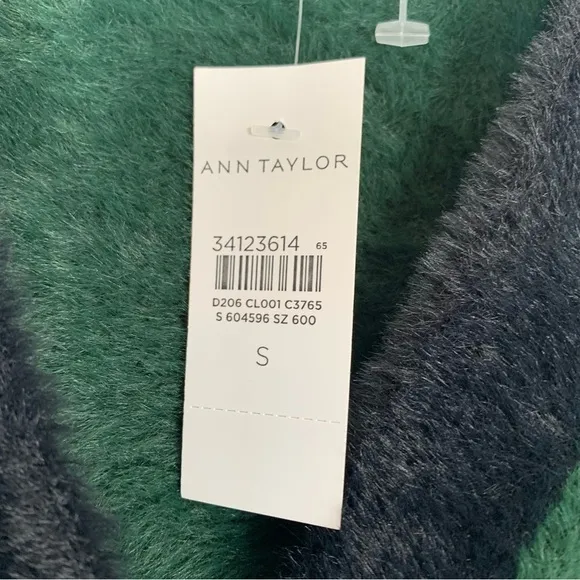 ANN TAYLOR
34123614 65
D206 CL001 C3765
S 604596 SZ 600
S